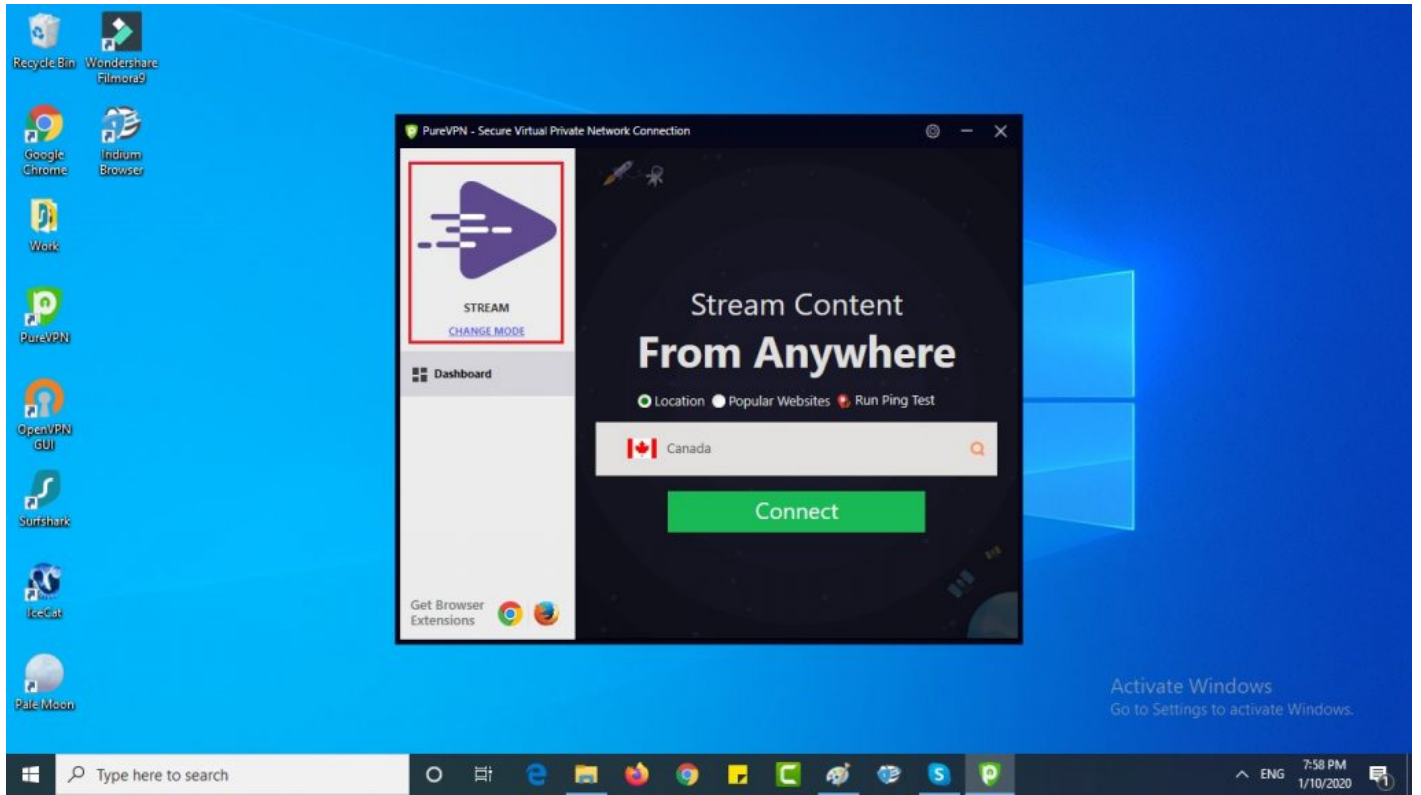 Recycle Bin
Wondershare
Filmora9
Google
Chrome
Iridium
Browser
Work
PureVPN
OpenVPN
GUI
Surfshark
IceCat
Pale Moon
PureVPN - Secure Virtual Private Network Connection
STREAM
CHANGE MODE
Dashboard
Get Browser
Extensions
Stream Content
From Anywhere
Location Popular Websites Run Ping Test
Canada
Connect
Activate Windows
Go to Settings to activate Windows.
Type here to search
ENG
7:58 PM
1/10/2020
1